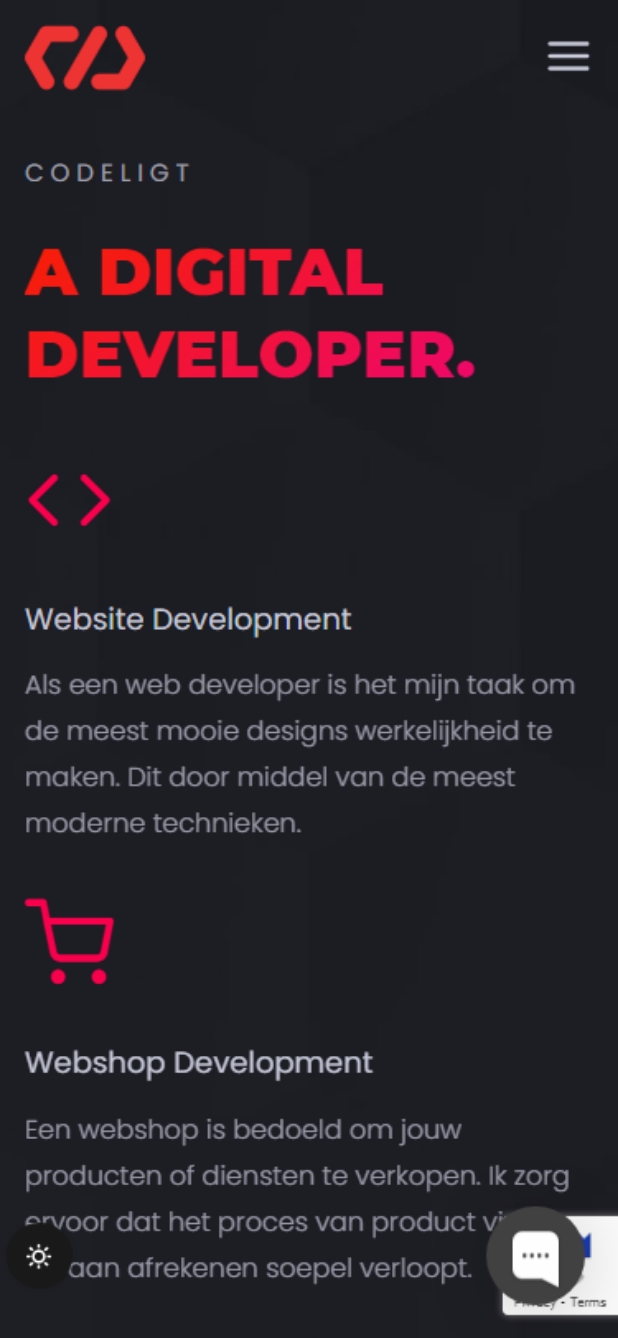 CODELIGT
A DIGITAL
DEVELOPER.
Website Development
Als een web developer is het mijn taak om
de meest mooie designs werkelijkheid te
maken. Dit door middel van de meest
moderne technieken.
Webshop Development
Een webshop is bedoeld om jouw
producten of diensten te verkopen. Ik zorg
ervoor dat het proces van product
aan afrekenen soepel verloopt.
Privacy - Terms